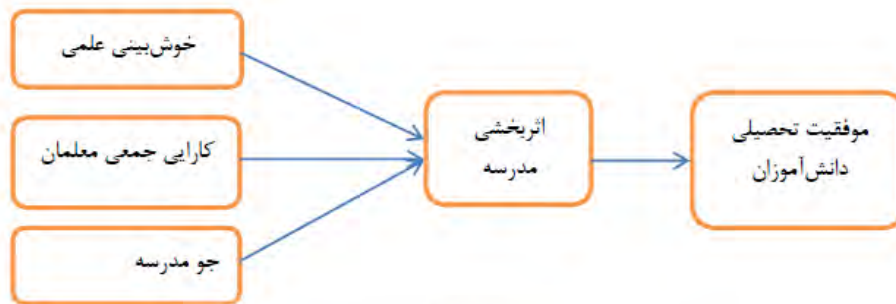 خوش‌بینی علمی
کارایی جمعی معلمان
جو مدرسه
اثربخشی
مدرسه
موفقیت تحصیلی
دانش‌آموزان